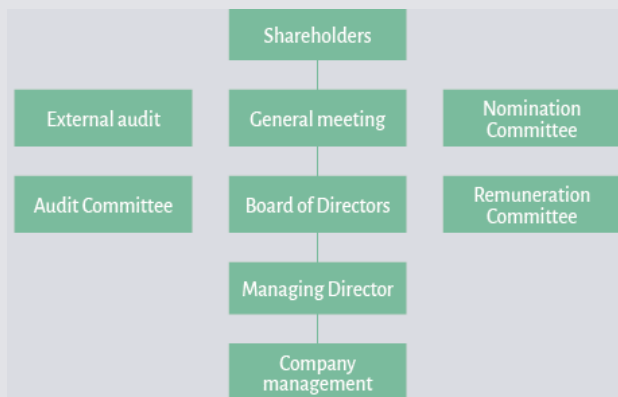 Shareholders
External audit
General meeting
Nomination
Committee
Audit Committee
Board of Directors
Remuneration
Committee
Managing Director
Company
management